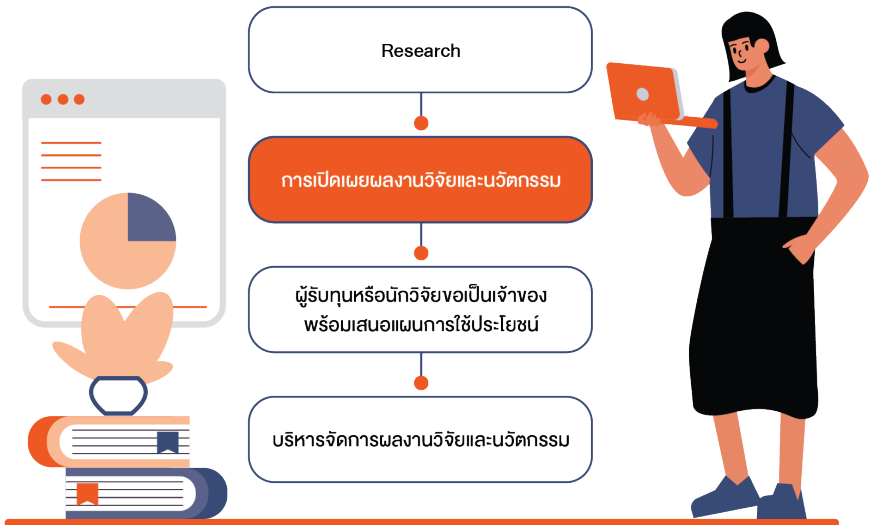 Research
การเปิดเผยผลงานวิจัยและนวัตกรรม
ผู้รับทุนหรือนักวิจัยขอเป็นเจ้าของ
พร้อมเสนอแผนการใช้ประโยชน์
บริหารจัดการผลงานวิจัยและนวัตกรรม